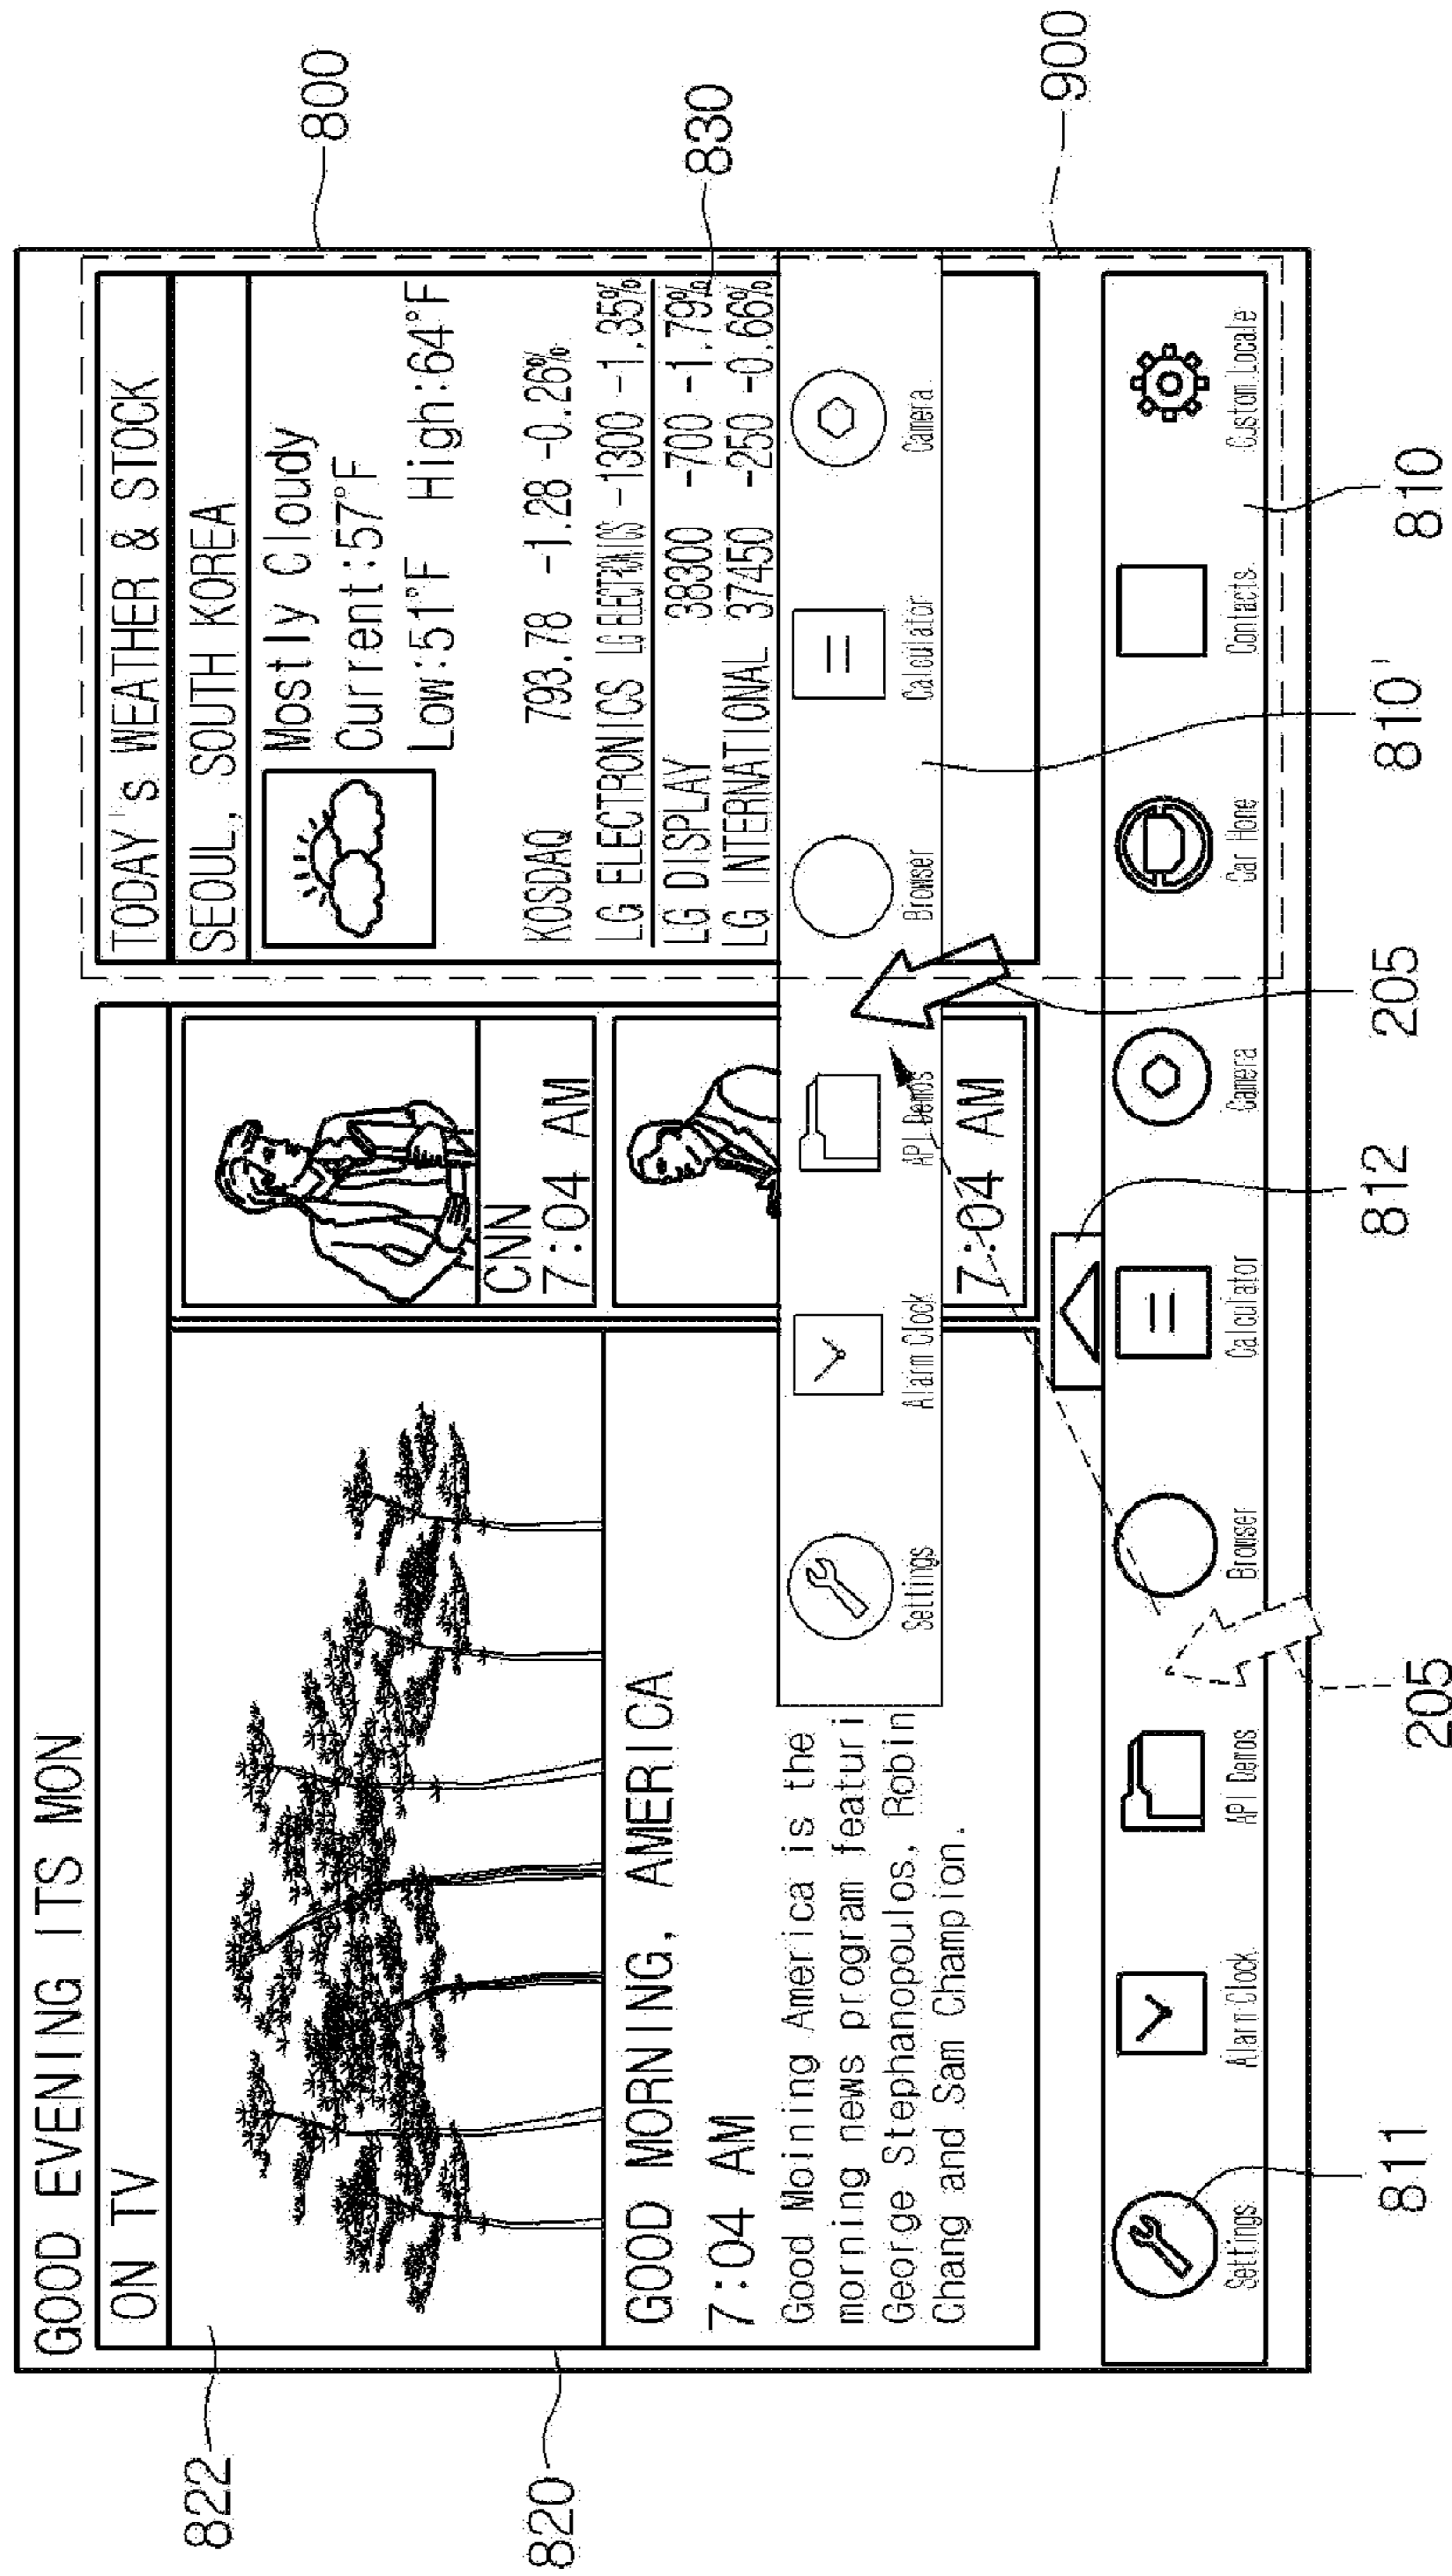 GOOD EVENING ITS MON
ON TV
GOOD MORNING, AMERICA
7:04 AM
Good Moining America is the
morning news program featuri
George Stephanopoulos, Robin
Chang and Sam Champion.
CNN
7:04 AM
7:04 AM
TODAY's WEATHER & STOCK
SEOUL, SOUTH KOREA
Mostly Cloudy
Current:57°F
Low:51°F High:64°F
KOSDAQ 793.78 -1.28 -0.26%
LG ELECTRONICS LG ELECTRONICS -1300 -1.35%
LG DISPLAY 38300 -700 -1.79%
LG INTERNATIONAL 37450 -250 -0.66%
Settings Alarm Clock API Demos Browser Calculator Camera
Settings Alarm Clock API Demos Browser Calculator Camera Car Hone Contacts Custom Locale
822
820
800
830
900
811
205
812
205
810'
810